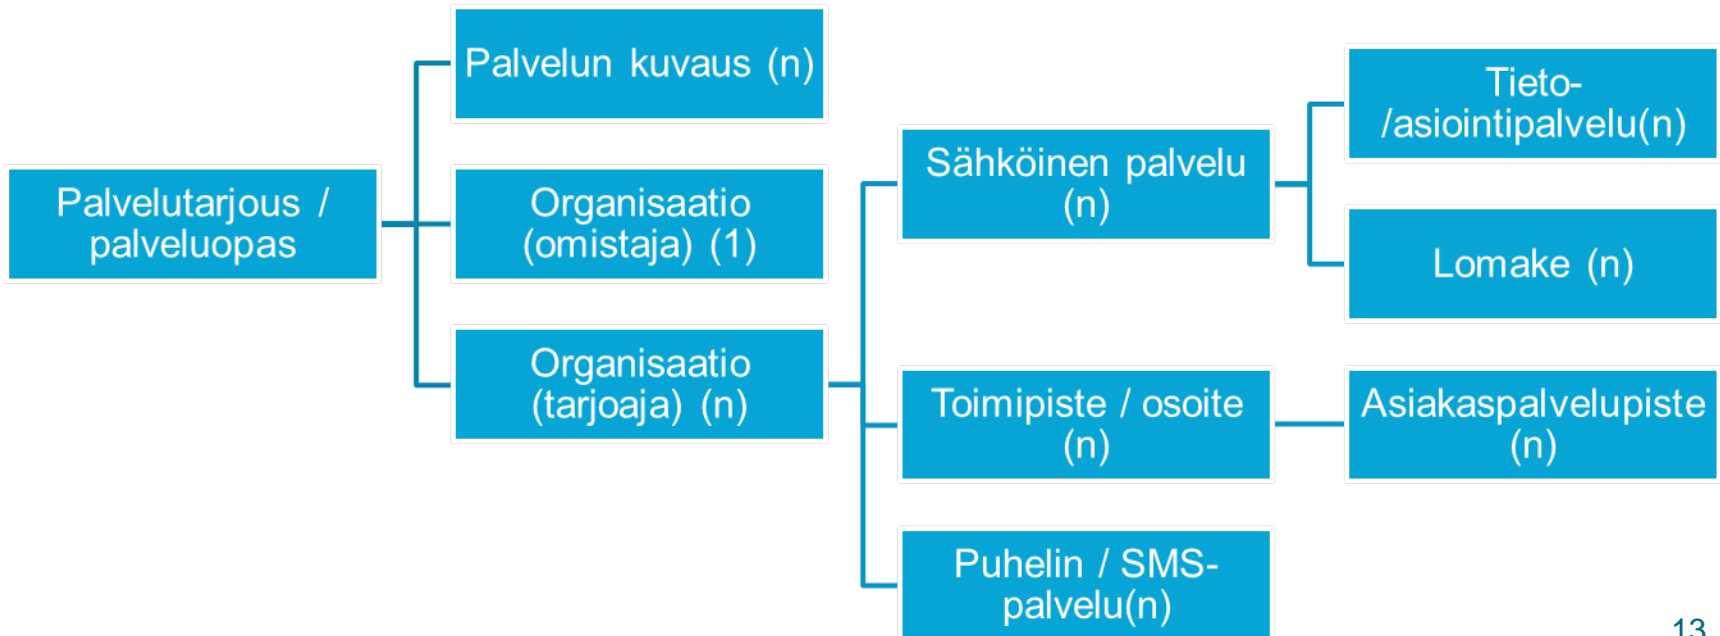 Palvelutarjous /
palveluopas
Palvelun kuvaus (n)
Organisaatio
(omistaja) (1)
Organisaatio
(tarjoaja) (n)
Sähköinen palvelu
(n)
Tieto-
/asiointipalvelu(n)
Lomake (n)
Toimipiste / osoite
(n)
Asiakaspalvelupiste
(n)
Puhelin / SMS-
palvelu(n)
13